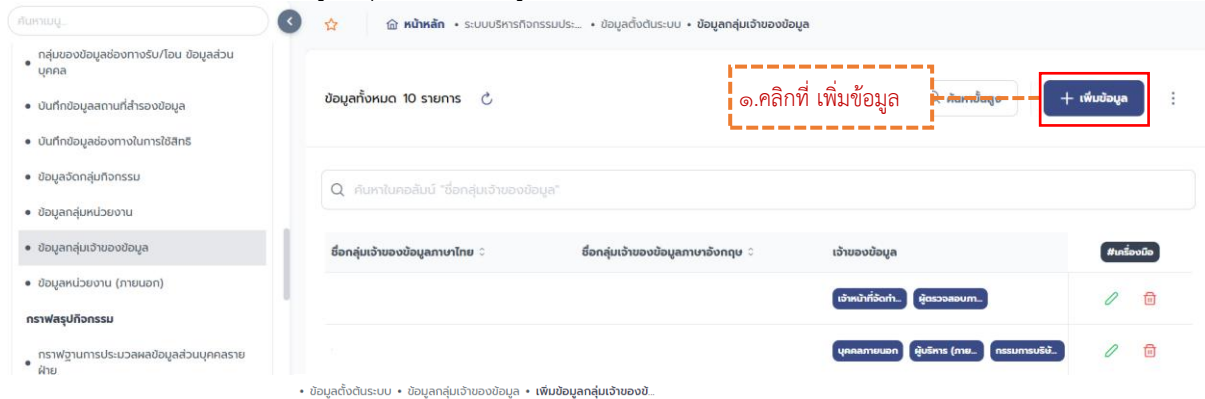 ค้นหาเมนู...
หน้าหลัก • ระบบบริหารกิจกรรมประ... • ข้อมูลตั้งต้นระบบ • ข้อมูลกลุ่มเจ้าของข้อมูล
• กลุ่มของข้อมูลช่องทางรับ/โอน ข้อมูลส่วน
บุคคล
• บันทึกข้อมูลสถานที่สำรองข้อมูล
• บันทึกข้อมูลช่องทางในการใช้สิทธิ
• ข้อมูลจัดกลุ่มกิจกรรม
• ข้อมูลกลุ่มหน่วยงาน
• ข้อมูลกลุ่มเจ้าของข้อมูล
• ข้อมูลหน่วยงาน (ภายนอก)
กราฟสรุปกิจกรรม
• กราฟฐานการประมวลผลข้อมูลส่วนบุคคลราย
ฝ่าย
ข้อมูลทั้งหมด 10 รายการ
๑.คลิกที่ เพิ่มข้อมูล
ค้นหาขั้นสูง
+ เพิ่มข้อมูล
ค้นหาในคอลัมน์ "ชื่อกลุ่มเจ้าของข้อมูล"
ชื่อกลุ่มเจ้าของข้อมูลภาษาไทย ชื่อกลุ่มเจ้าของข้อมูลภาษาอังกฤษ เจ้าของข้อมูล #เครื่องมือ
เจ้าหน้าที่จัดทำ... ผู้ตรวจสอบภา...
บุคคลภายนอก ผู้บริหาร (ภาย... กรรมการบริษั...
• ข้อมูลตั้งต้นระบบ • ข้อมูลกลุ่มเจ้าของข้อมูล • เพิ่มข้อมูลกลุ่มเจ้าของข้...